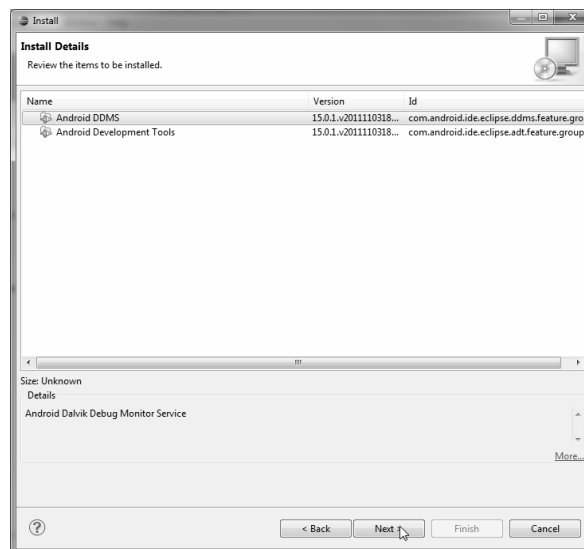 Install
Install Details
Review the items to be installed.
Name Version Id
Android DDMS 15.0.1.v2011110318... com.android.ide.eclipse.ddms.feature.gro
Android Development Tools 15.0.1.v2011110318... com.android.ide.eclipse.adt.feature.group
Size: Unknown
Details
Android Dalvik Debug Monitor Service
More...
< Back Next > Finish Cancel